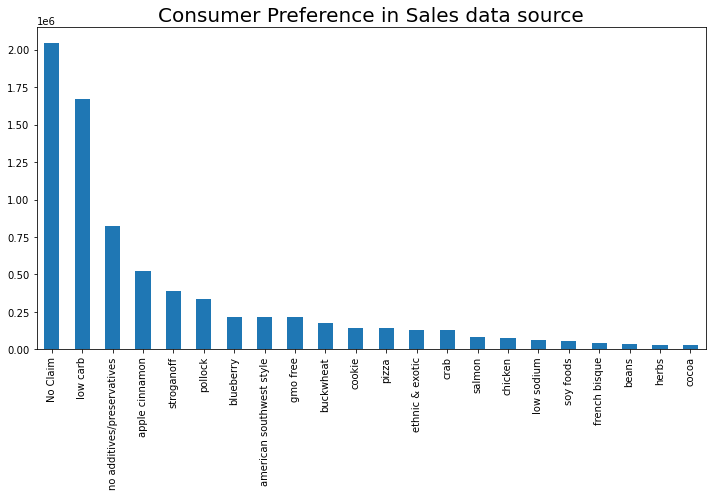 Consumer Preference in Sales data source
1e6
2.00
1.75
1.50
1.25
1.00
0.75
0.50
0.25
0.00
No Claim
low carb
no additives/preservatives
apple cinnamon
stroganoff
pollock
blueberry
american southwest style
gmo free
buckwheat
cookie
pizza
ethnic & exotic
crab
salmon
chicken
low sodium
soy foods
french bisque
beans
herbs
cocoa